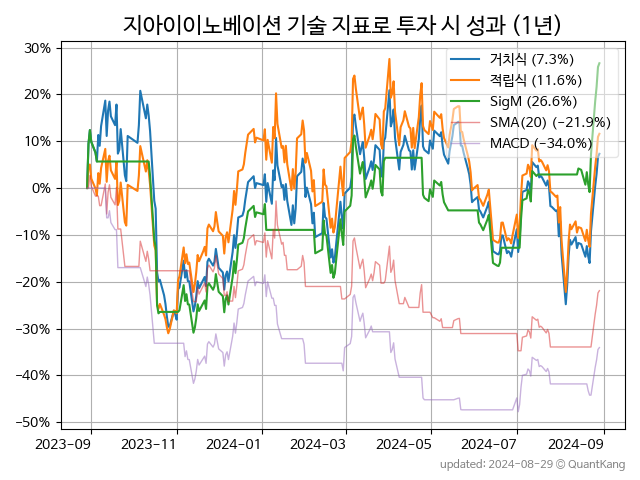 지아이이노베이션 기술 지표로 투자 시 성과 (1년)
30%
20%
10%
0%
−10%
−20%
−30%
−40%
−50%
거치식 (7.3%)
적립식 (11.6%)
SigM (26.6%)
SMA(20) (−21.9%)
MACD (−34.0%)
2023-09
2023-11
2024-01
2024-03
2024-05
2024-07
2024-09
updated: 2024-08-29 © QuantKang